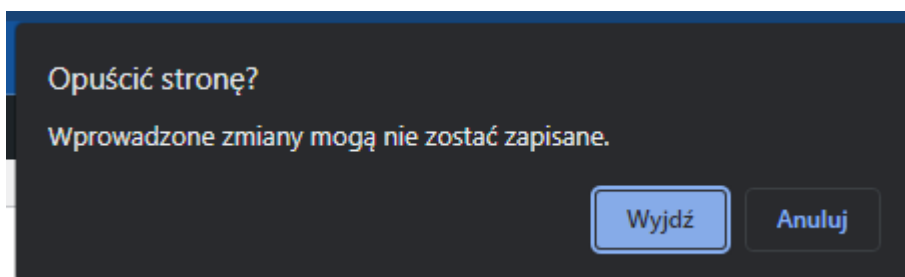 Opuścić stronę?
Wprowadzone zmiany mogą nie zostać zapisane.
Wyjdź Anuluj